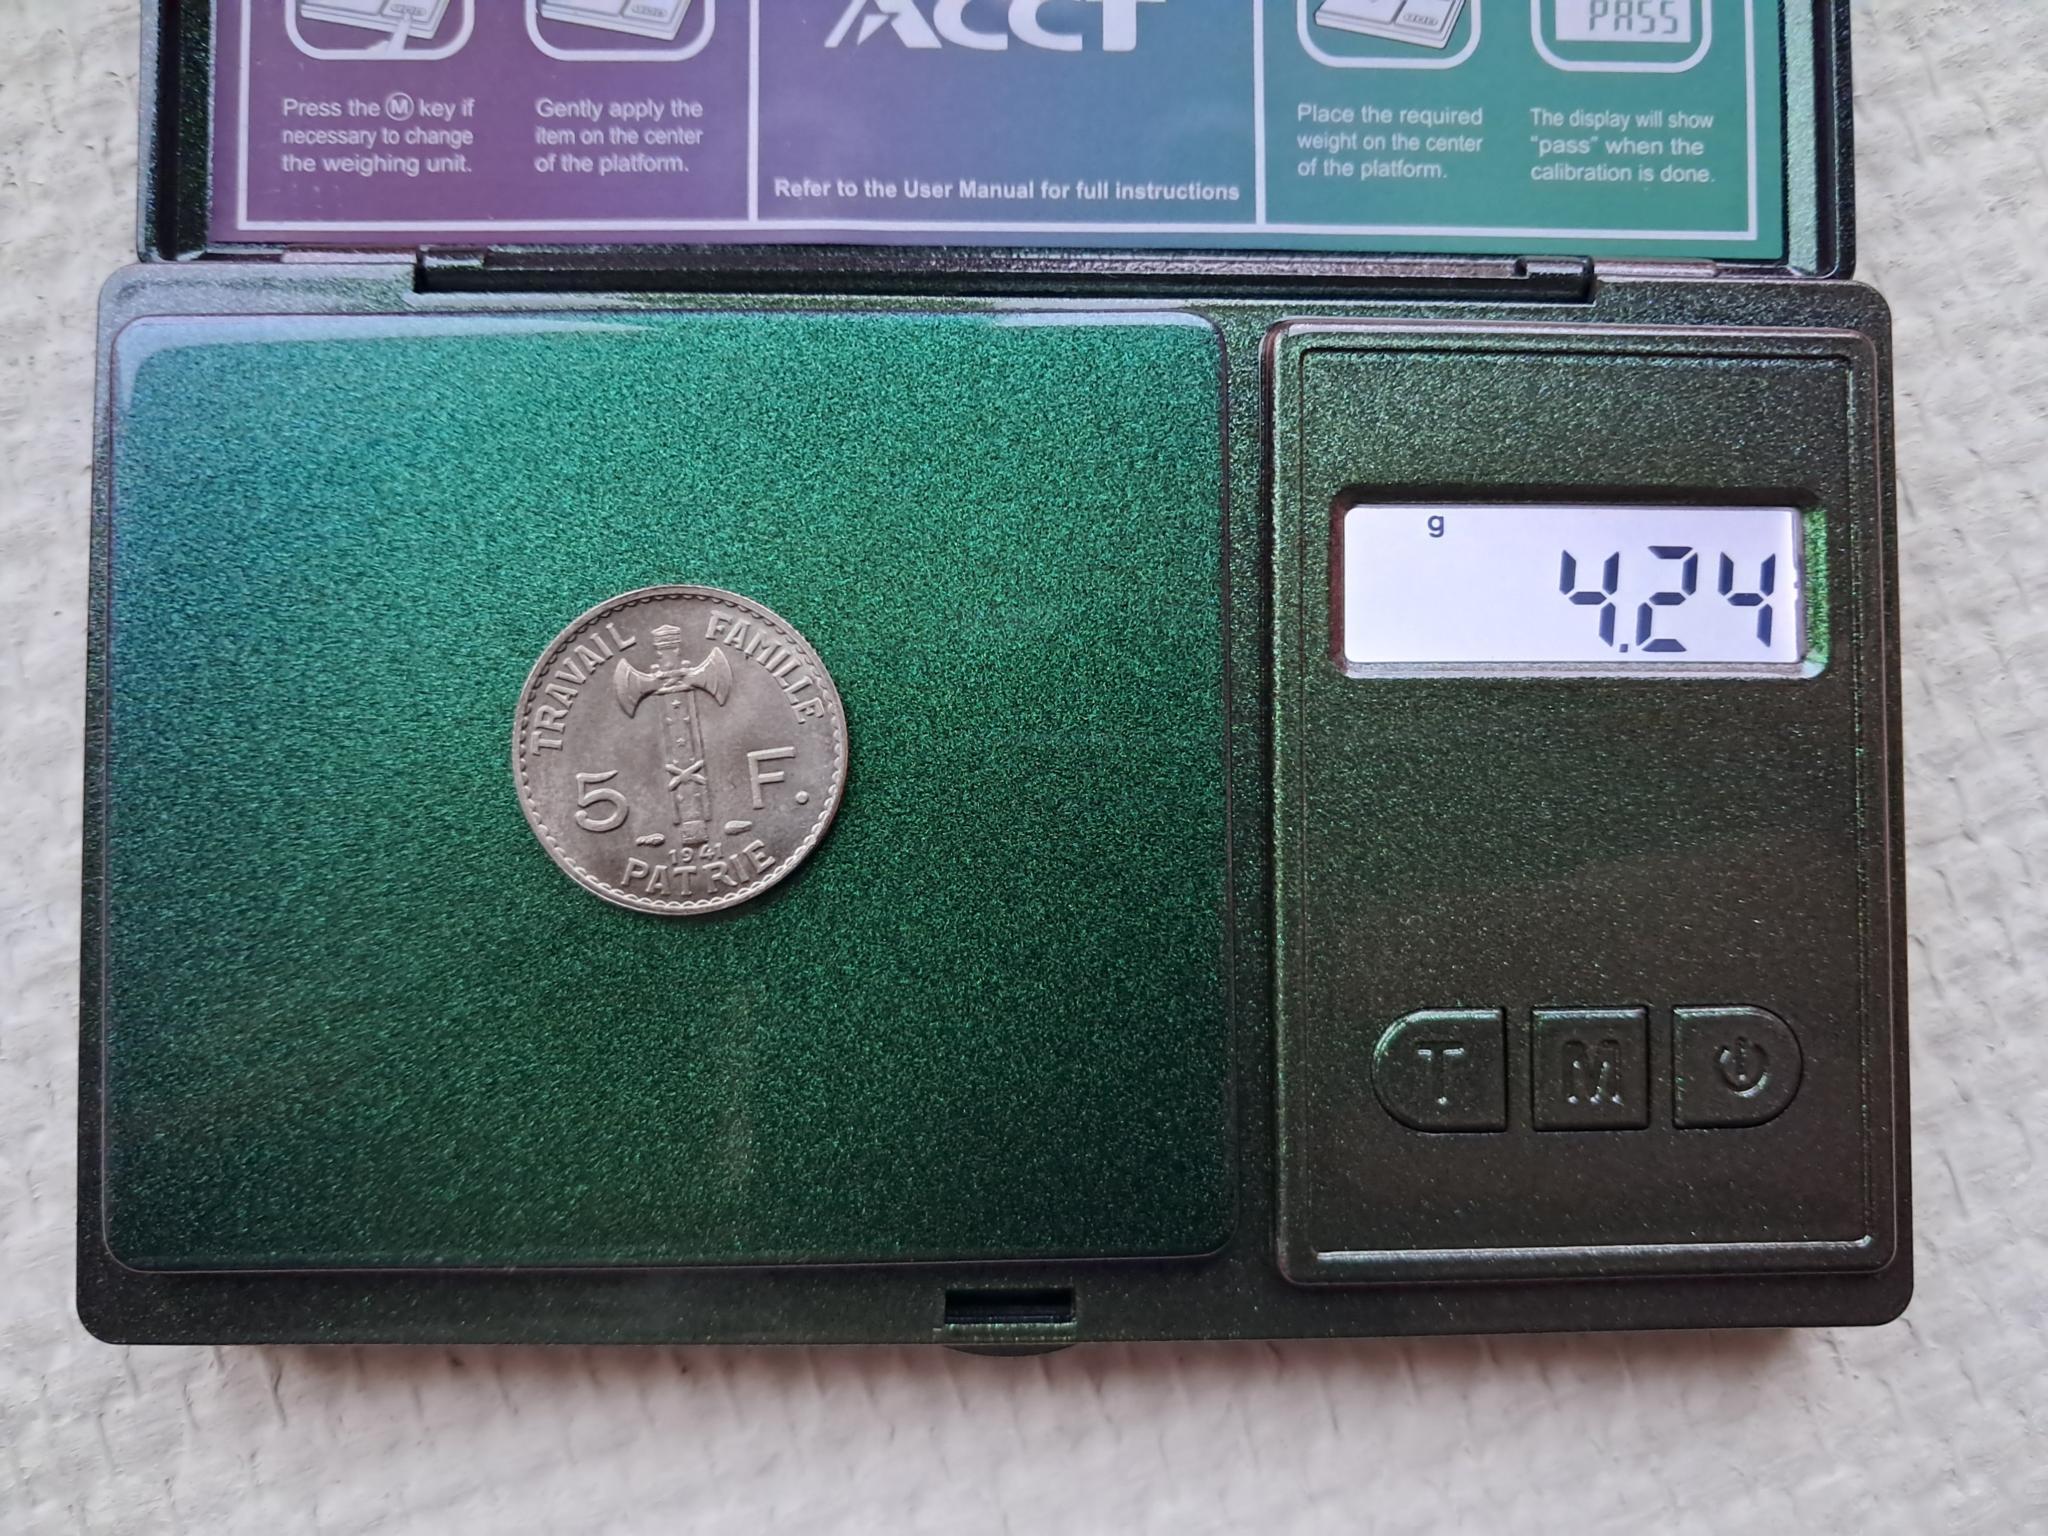 ACCT
PASS
Press the M key if
necessary to change
the weighing unit.
Gently apply the
item on the center
of the platform.
Refer to the User Manual for full instructions
Place the required
weight on the center
of the platform.
The display will show
"pass" when the
calibration is done.
g
4.24
TRAVAIL FAMILLE
5 F.
1941
PATRIE
T M